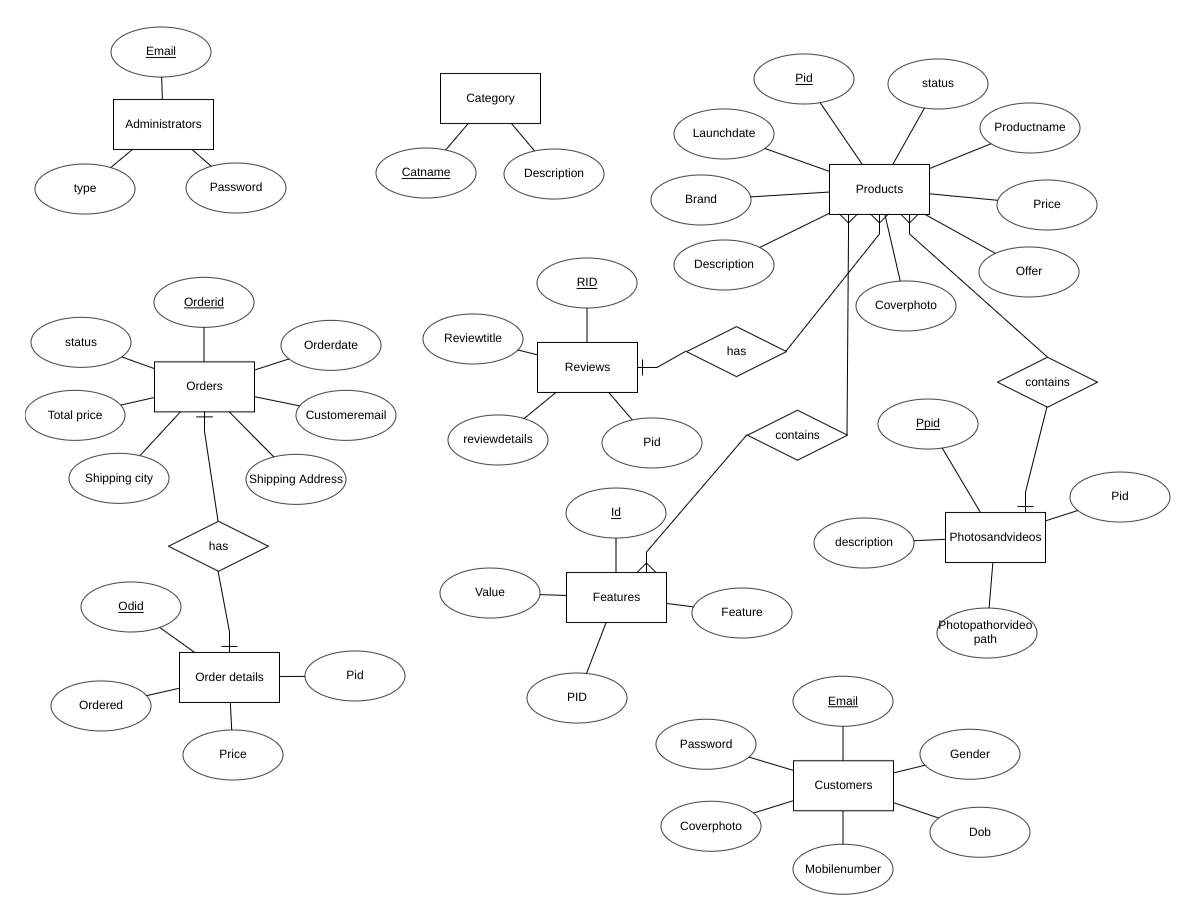 Email
Administrators
type
Password
Category
Catname
Description
Pid
status
Launchdate
Productname
Products
Brand
Price
Description
Offer
Coverphoto
Orderid
status
Orderdate
Orders
Total price
Customeremail
Shipping city
Shipping Address
has
Odid
Order details
Pid
Ordered
Price
RID
Reviewtitle
Reviews
has
reviewdetails
Pid
contains
contains
Id
Value
Features
Feature
PID
Ppid
Pid
description
Photosandvideos
Photopathorvideo
path
Email
Password
Gender
Customers
Coverphoto
Dob
Mobilenumber